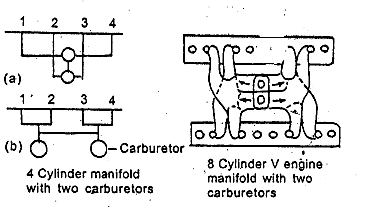 1 2 3 4
(a)
1 2 3 4
(b)
Carburetor
4 Cylinder manifold
with two carburetors
8 Cylinder V engine
manifold with two
carburetors